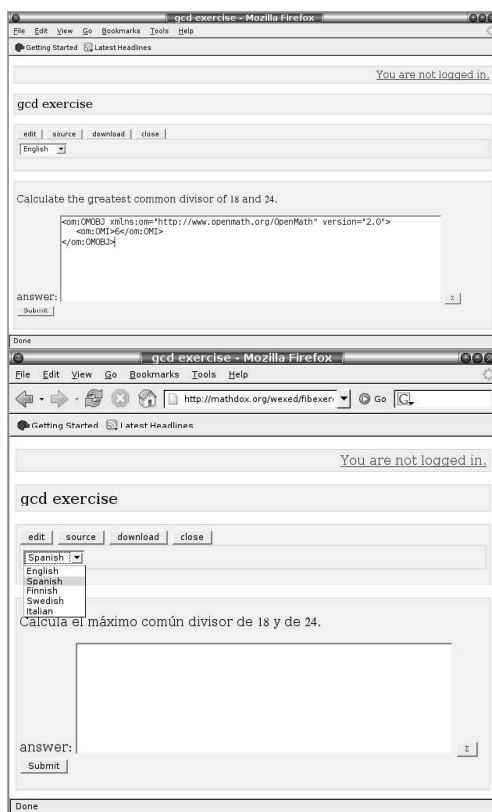 gcd exercise - Mozilla Firefox
File Edit View Go Bookmarks Tools Help
Getting Started Latest Headlines
You are not logged in.
gcd exercise
edit source download close
English
Calculate the greatest common divisor of 18 and 24.
<om:OMOBJ xmlns:om="http://www.openmath.org/OpenMath" version="2.0">
<om:OMI>6</om:OMI>
</om:OMOBJ>
answer: Σ
Submit
Done
gcd exercise - Mozilla Firefox
File Edit View Go Bookmarks Tools Help
http://mathdox.org/wexed/fibexer Go G
Getting Started Latest Headlines
You are not logged in.
gcd exercise
edit source download close
Spanish
English
Spanish
Finnish
Swedish
Italian
Calcula el máximo común divisor de 18 y de 24.
answer: Σ
Submit
Done